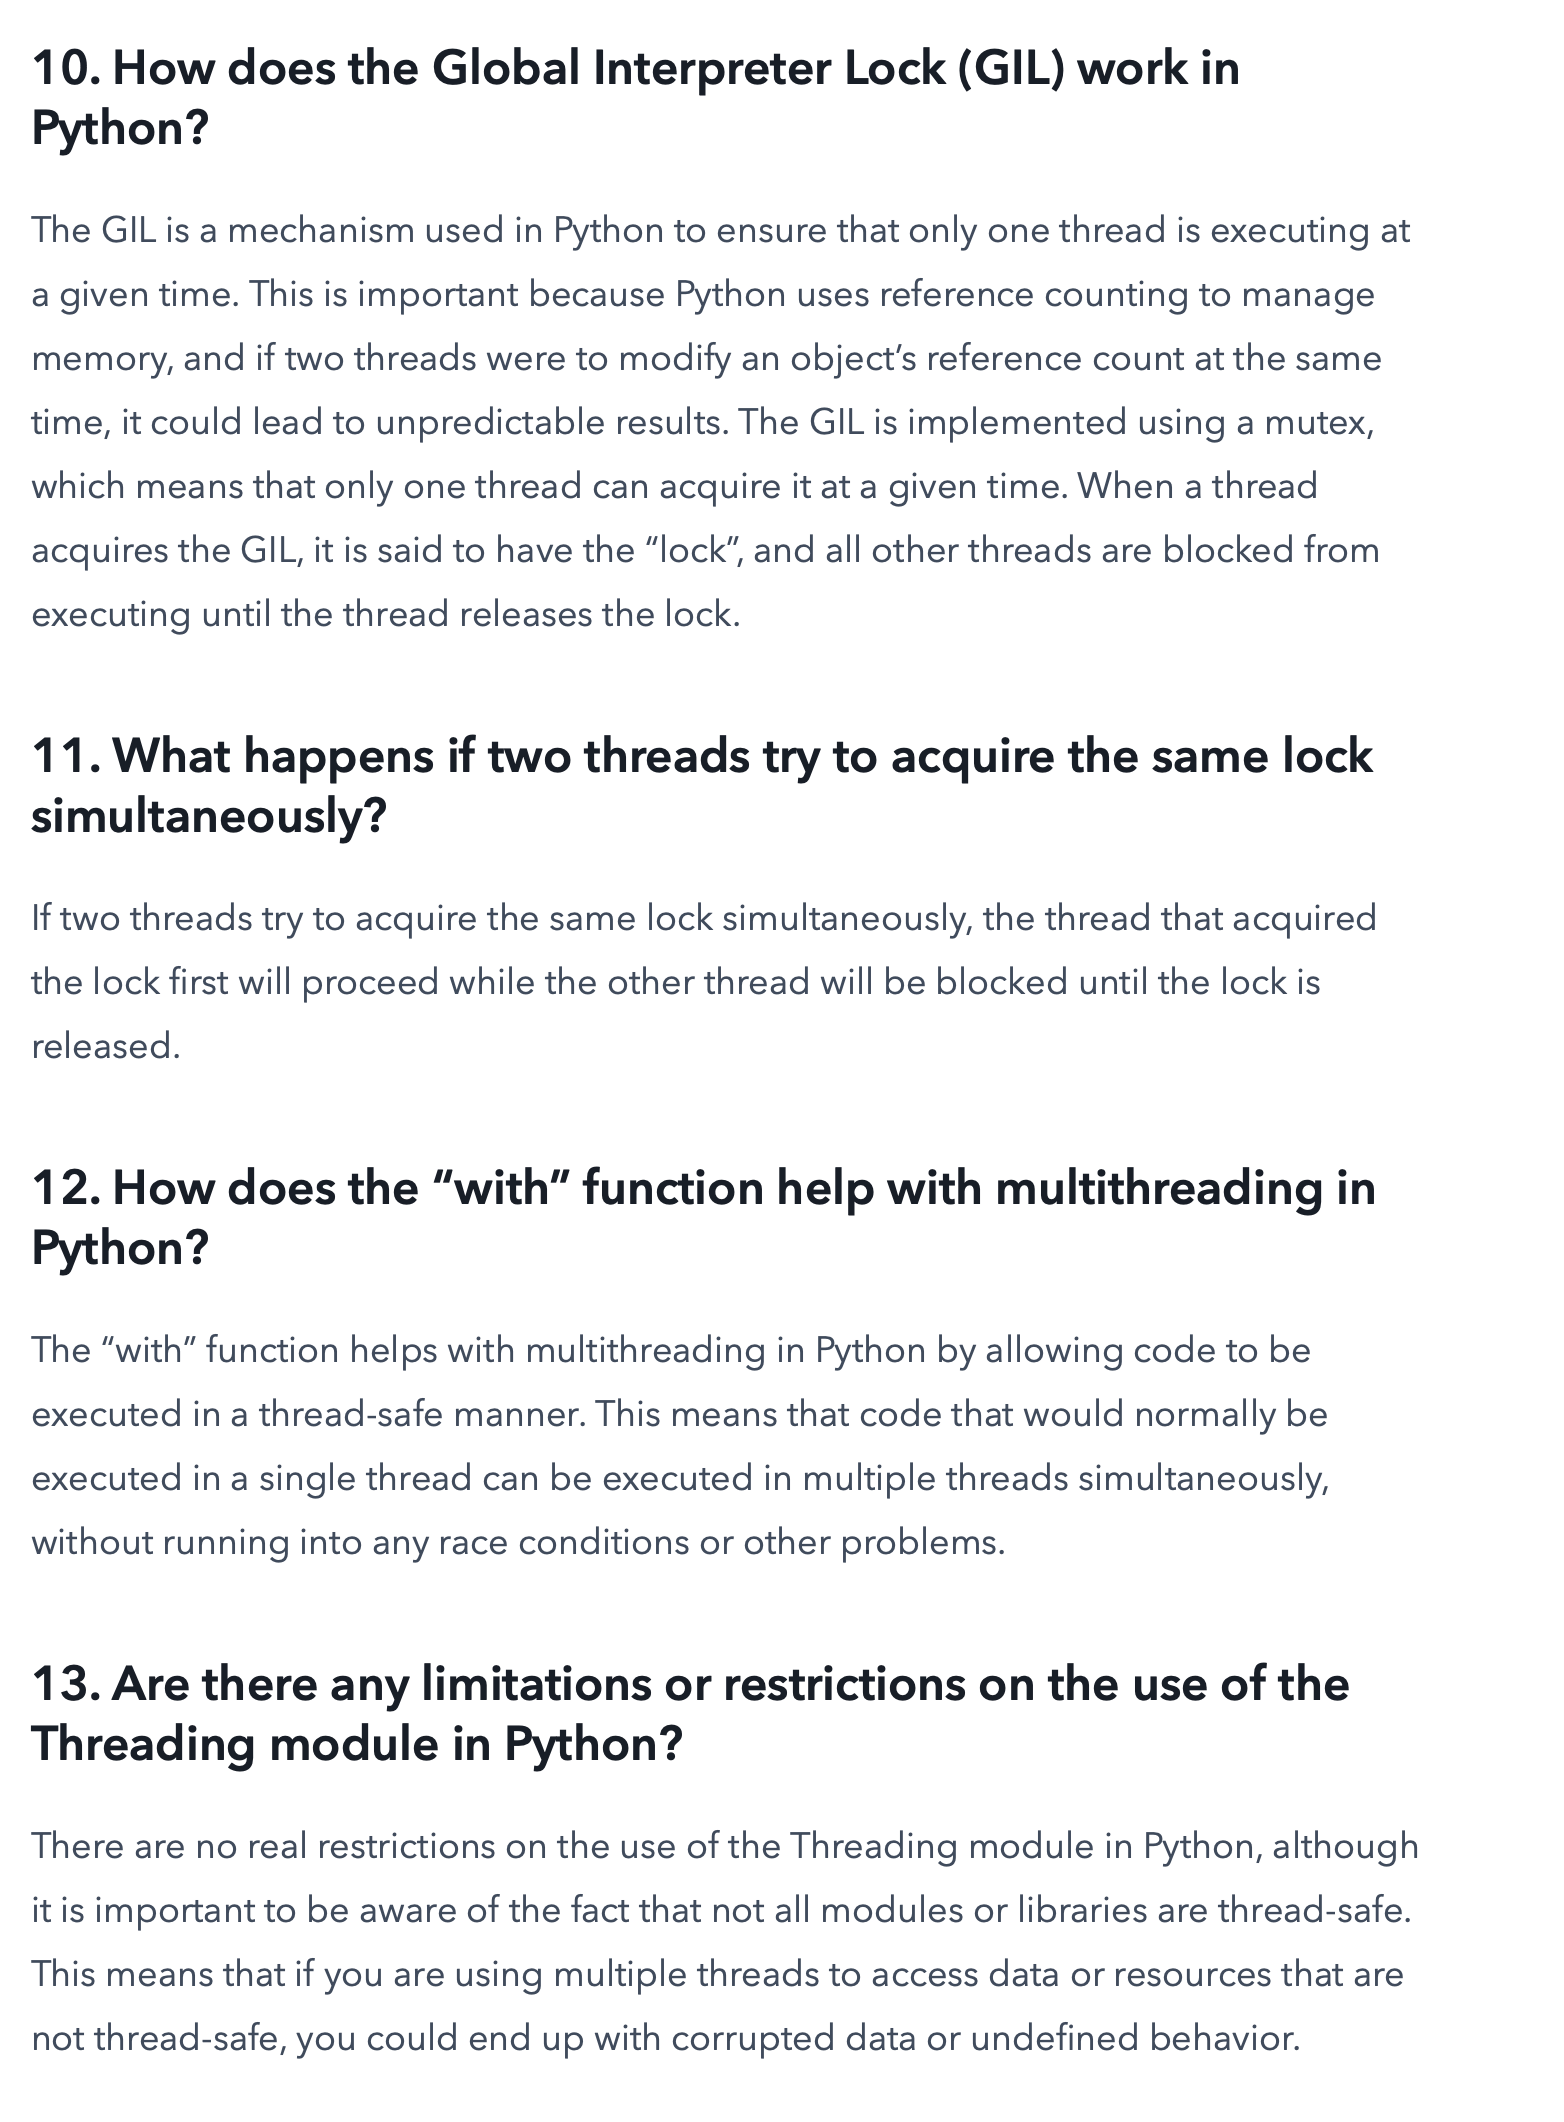 10. How does the Global Interpreter Lock (GIL) work in
Python?
The GIL is a mechanism used in Python to ensure that only one thread is executing at
a given time. This is important because Python uses reference counting to manage
memory, and if two threads were to modify an object’s reference count at the same
time, it could lead to unpredictable results. The GIL is implemented using a mutex,
which means that only one thread can acquire it at a given time. When a thread
acquires the GIL, it is said to have the “lock”, and all other threads are blocked from
executing until the thread releases the lock.
11. What happens if two threads try to acquire the same lock
simultaneously?
If two threads try to acquire the same lock simultaneously, the thread that acquired
the lock first will proceed while the other thread will be blocked until the lock is
released.
12. How does the “with” function help with multithreading in
Python?
The “with” function helps with multithreading in Python by allowing code to be
executed in a thread-safe manner. This means that code that would normally be
executed in a single thread can be executed in multiple threads simultaneously,
without running into any race conditions or other problems.
13. Are there any limitations or restrictions on the use of the
Threading module in Python?
There are no real restrictions on the use of the Threading module in Python, although
it is important to be aware of the fact that not all modules or libraries are thread-safe.
This means that if you are using multiple threads to access data or resources that are
not thread-safe, you could end up with corrupted data or undefined behavior.